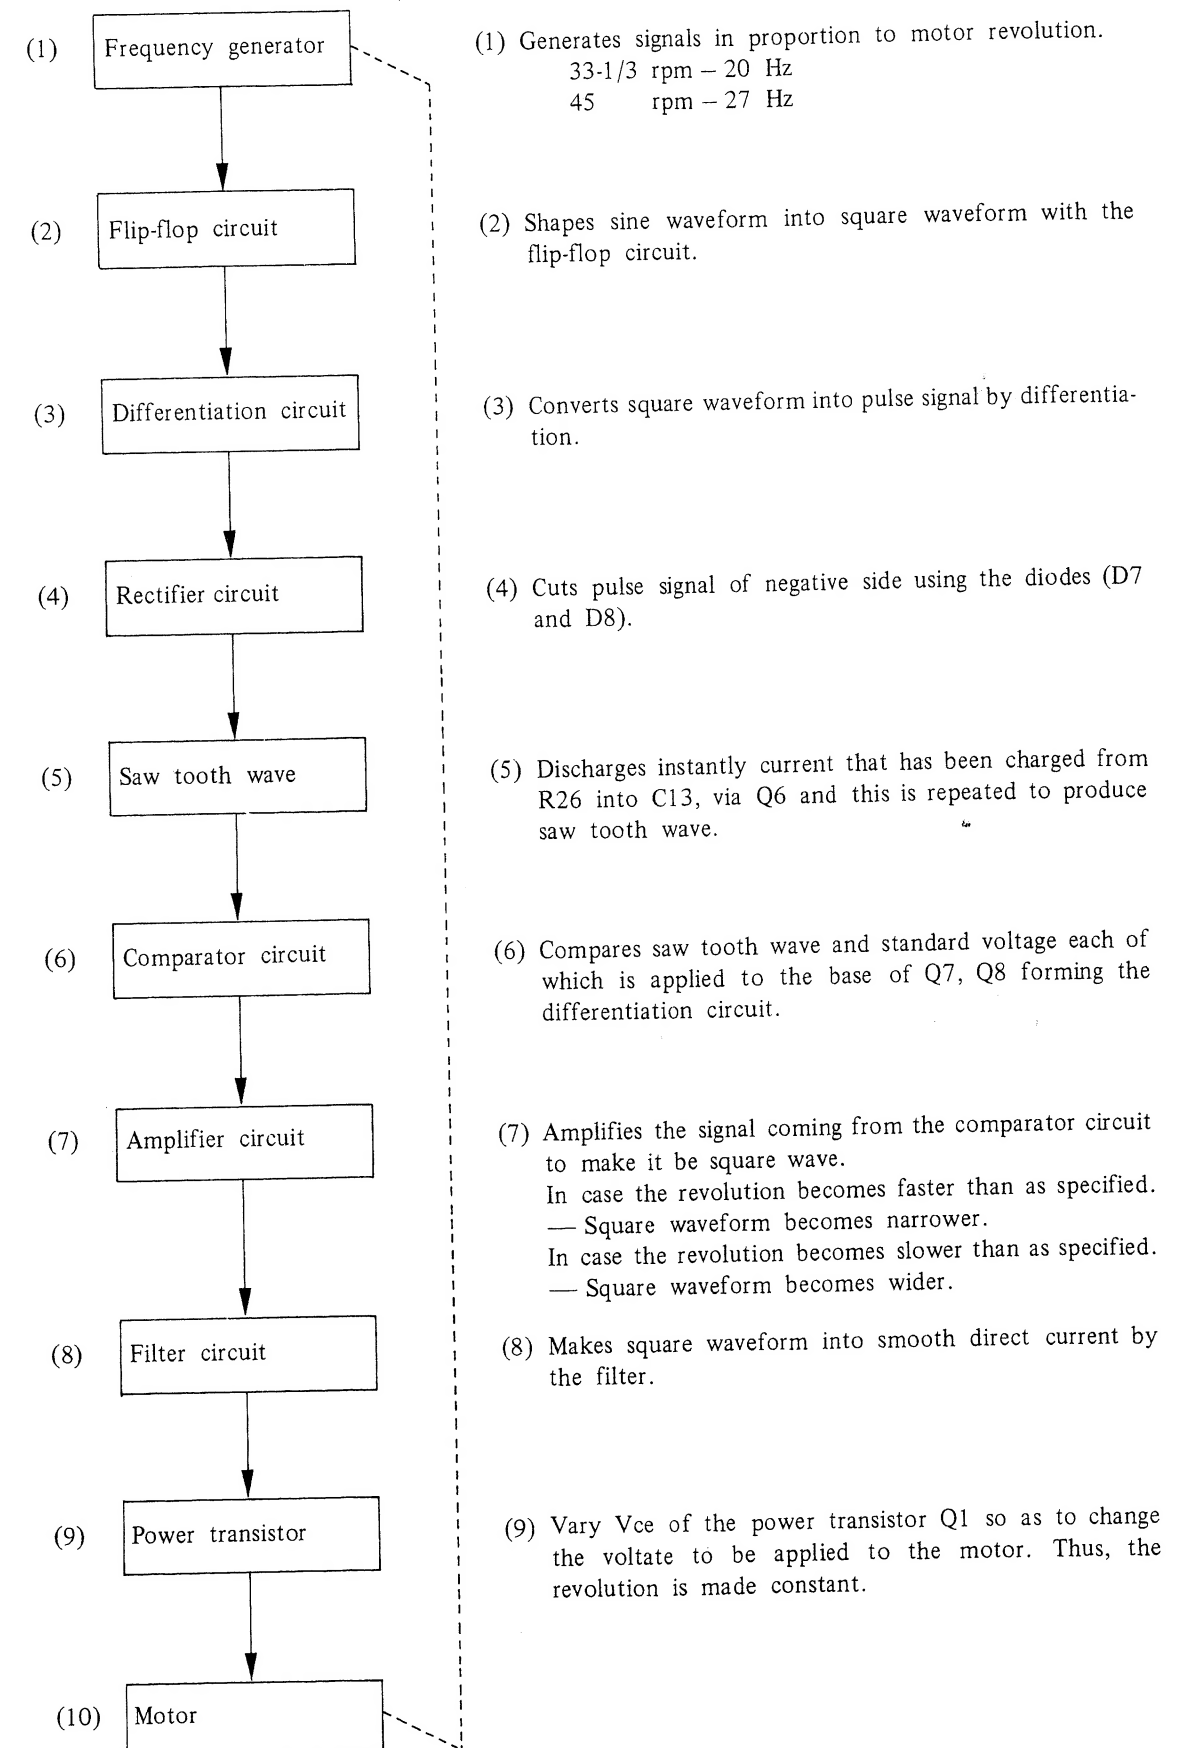 (1) Frequency generator
(1) Generates signals in proportion to motor revolution.
33-1/3 rpm – 20 Hz
45 rpm – 27 Hz
(2) Flip-flop circuit
(2) Shapes sine waveform into square waveform with the
flip-flop circuit.
(3) Differentiation circuit
(3) Converts square waveform into pulse signal by differentia-
tion.
(4) Rectifier circuit
(4) Cuts pulse signal of negative side using the diodes (D7
and D8).
(5) Saw tooth wave
(5) Discharges instantly current that has been charged from
R26 into C13, via Q6 and this is repeated to produce
saw tooth wave.
(6) Comparator circuit
(6) Compares saw tooth wave and standard voltage each of
which is applied to the base of Q7, Q8 forming the
differentiation circuit.
(7) Amplifier circuit
(7) Amplifies the signal coming from the comparator circuit
to make it be square wave.
In case the revolution becomes faster than as specified.
— Square waveform becomes narrower.
In case the revolution becomes slower than as specified.
— Square waveform becomes wider.
(8) Filter circuit
(8) Makes square waveform into smooth direct current by
the filter.
(9) Power transistor
(9) Vary Vce of the power transistor Q1 so as to change
the voltate to be applied to the motor. Thus, the
revolution is made constant.
(10) Motor